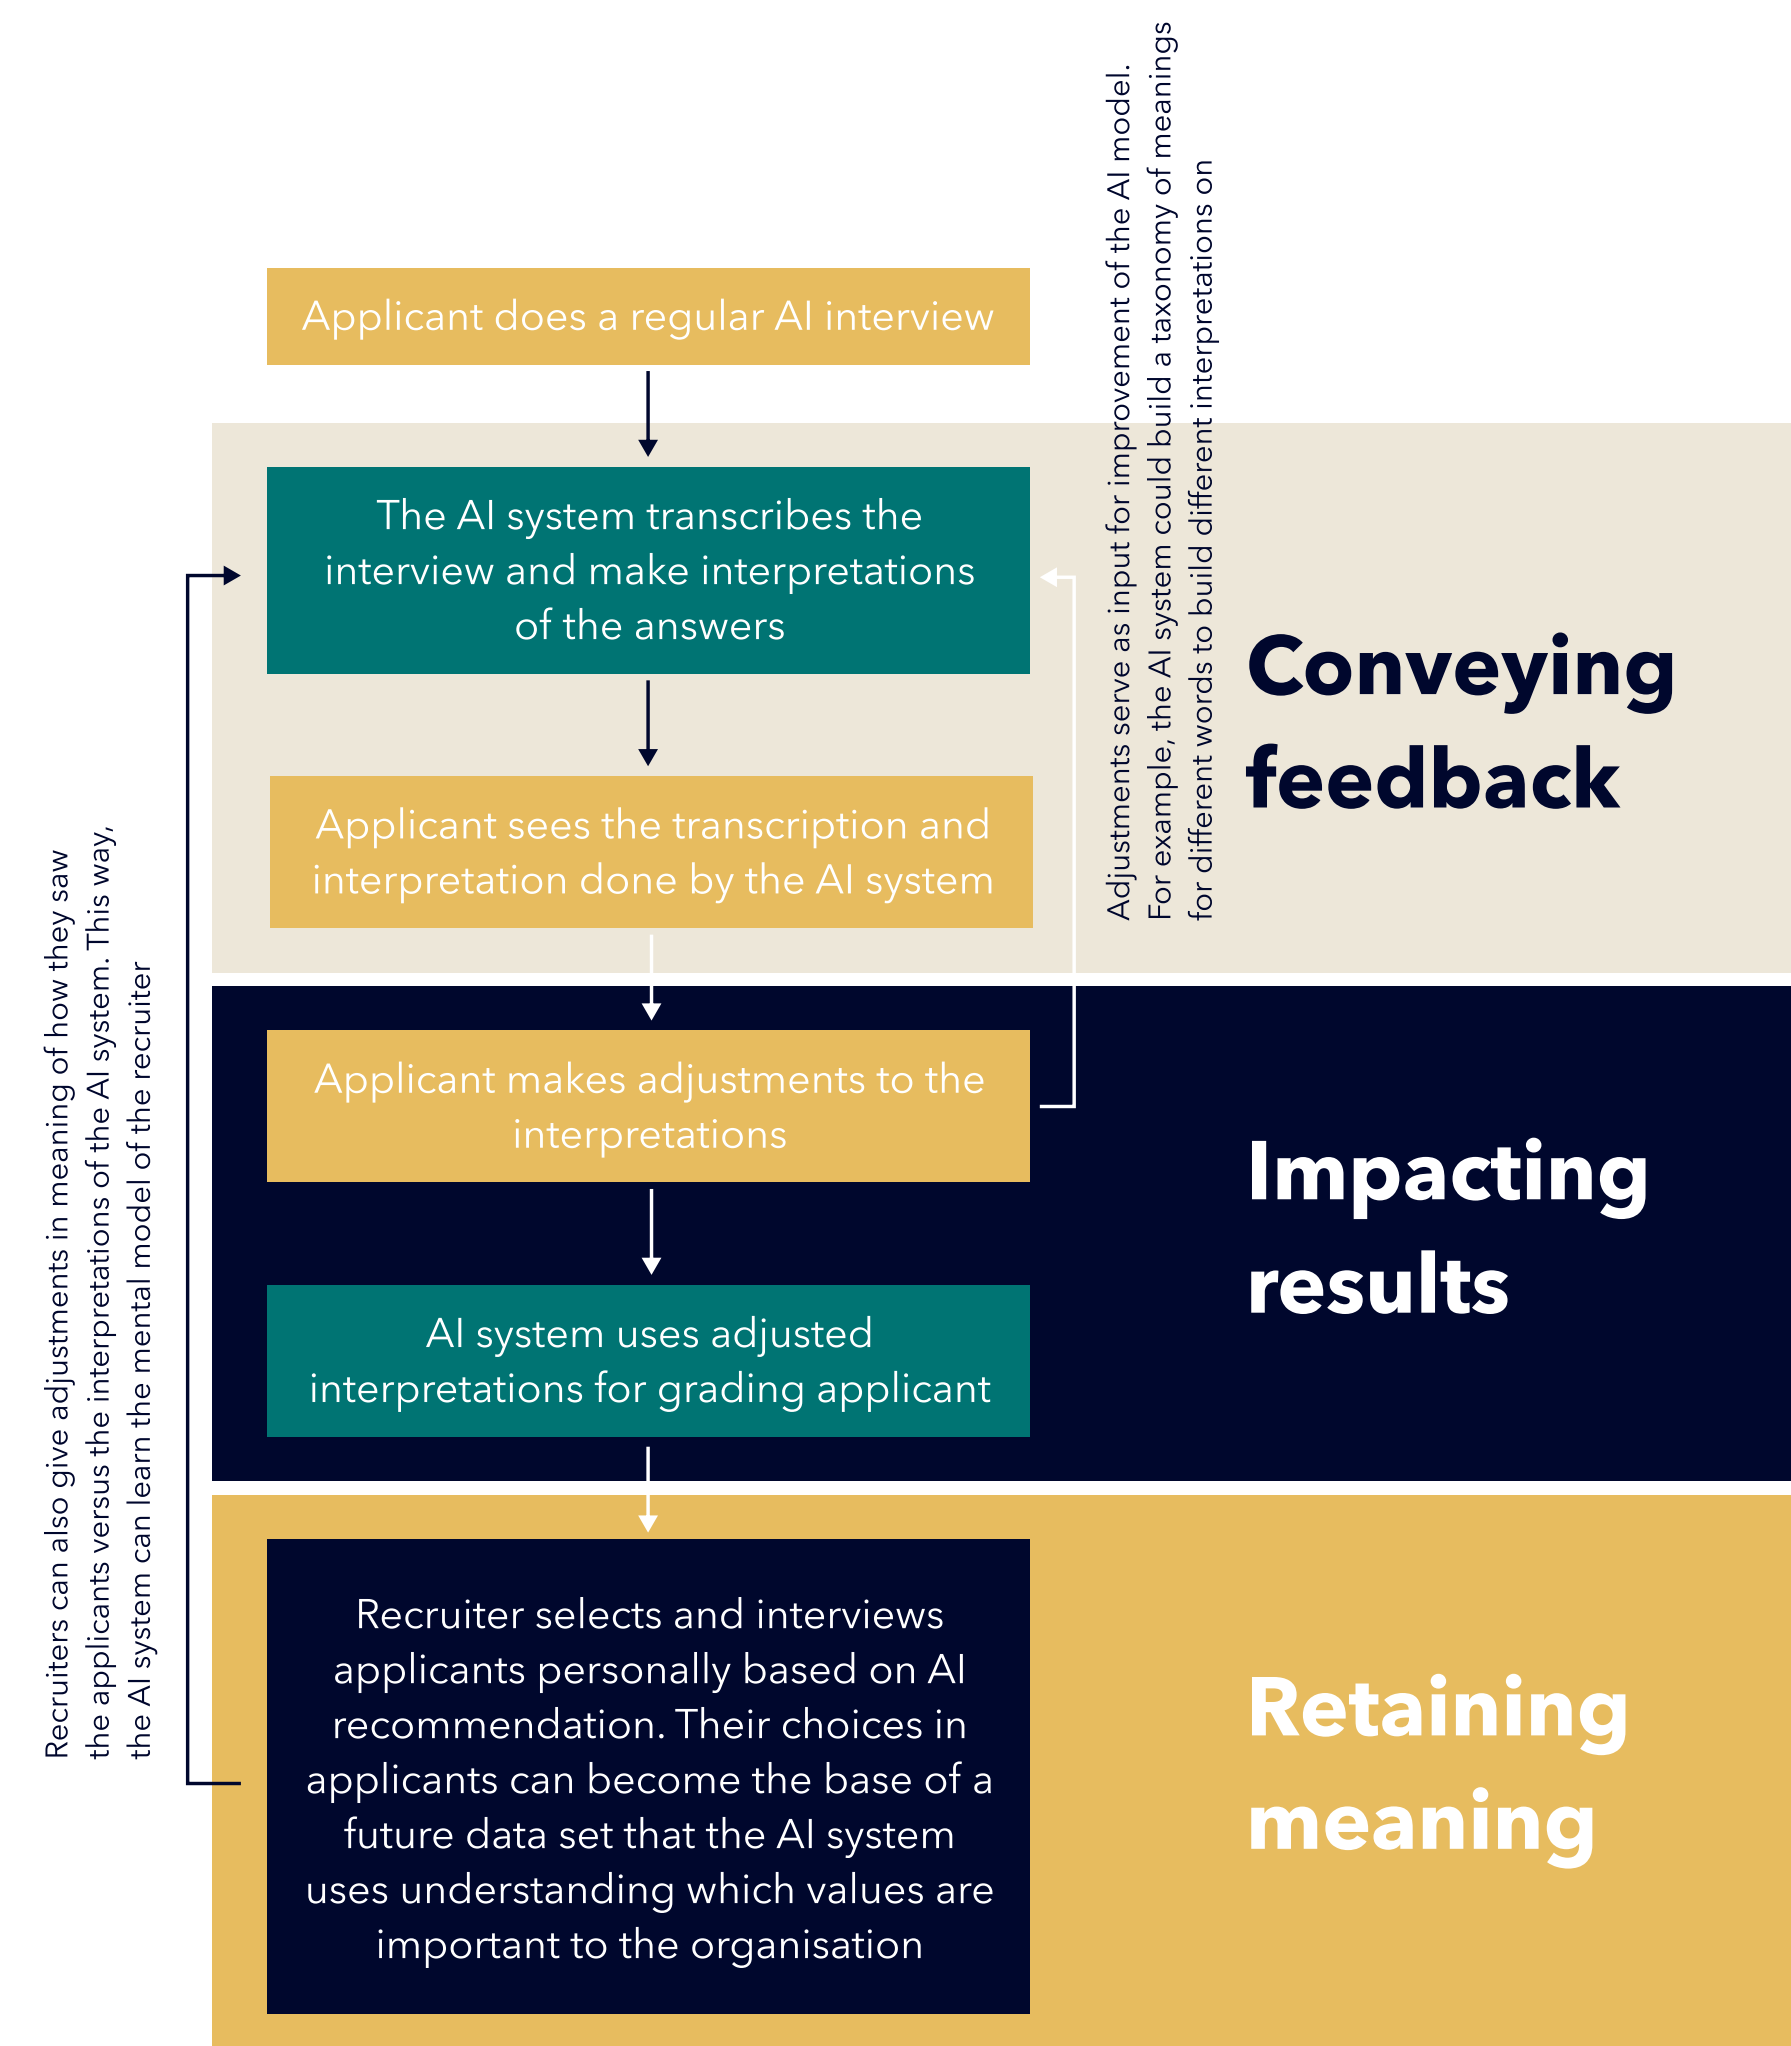 Applicant does a regular AI interview
The AI system transcribes the
interview and make interpretations
of the answers
Applicant sees the transcription and
interpretation done by the AI system
Conveying
feedback
Adjustments serve as input for improvement of the AI model.
For example, the AI system could build a taxonomy of meanings
for different words to build different interpretations on
Applicant makes adjustments to the
interpretations
AI system uses adjusted
interpretations for grading applicant
Impacting
results
Recruiter selects and interviews
applicants personally based on AI
recommendation. Their choices in
applicants can become the base of a
future data set that the AI system
uses understanding which values are
important to the organisation
Retaining
meaning
Recruiters can also give adjustments in meaning of how they saw
the applicants versus the interpretations of the AI system. This way,
the AI system can learn the mental model of the recruiter